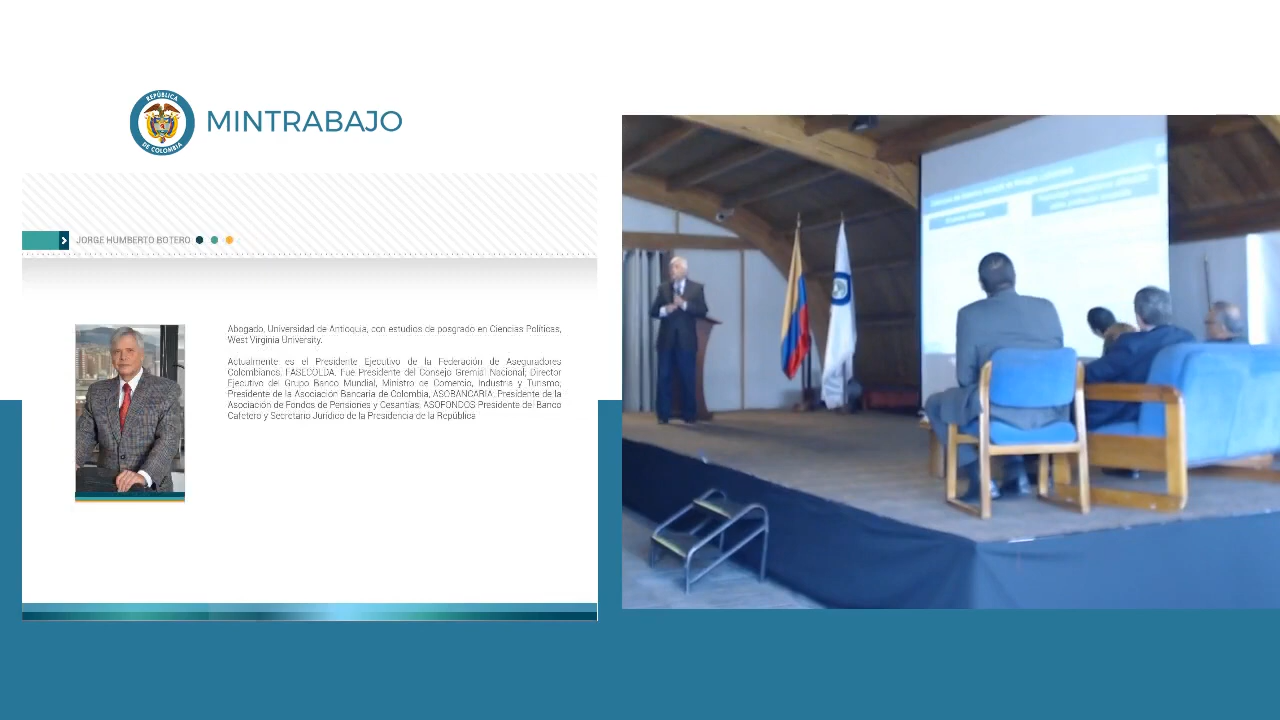 REPÚBLICA
DE COLOMBIA
MINTRABAJO
JORGE HUMBERTO BOTERO
Abogado, Universidad de Antioquia, con estudios de posgrado en Ciencias Políticas,
West Virginia University.
Actualmente es el Presidente Ejecutivo de la Federación de Aseguradores
Colombianos, FASECOLDA. Fue Presidente del Consejo Gremial Nacional; Director
Ejecutivo del Grupo Banco Mundial, Ministro de Comercio, Industria y Turismo;
Presidente de la Asociación Bancaria de Colombia, ASOBANCARIA, Presidente de la
Asociación de Fondos de Pensiones y Cesantías, ASOFONDOS Presidente del Banco
Cafetero y Secretario Jurídico de la Presidencia de la República